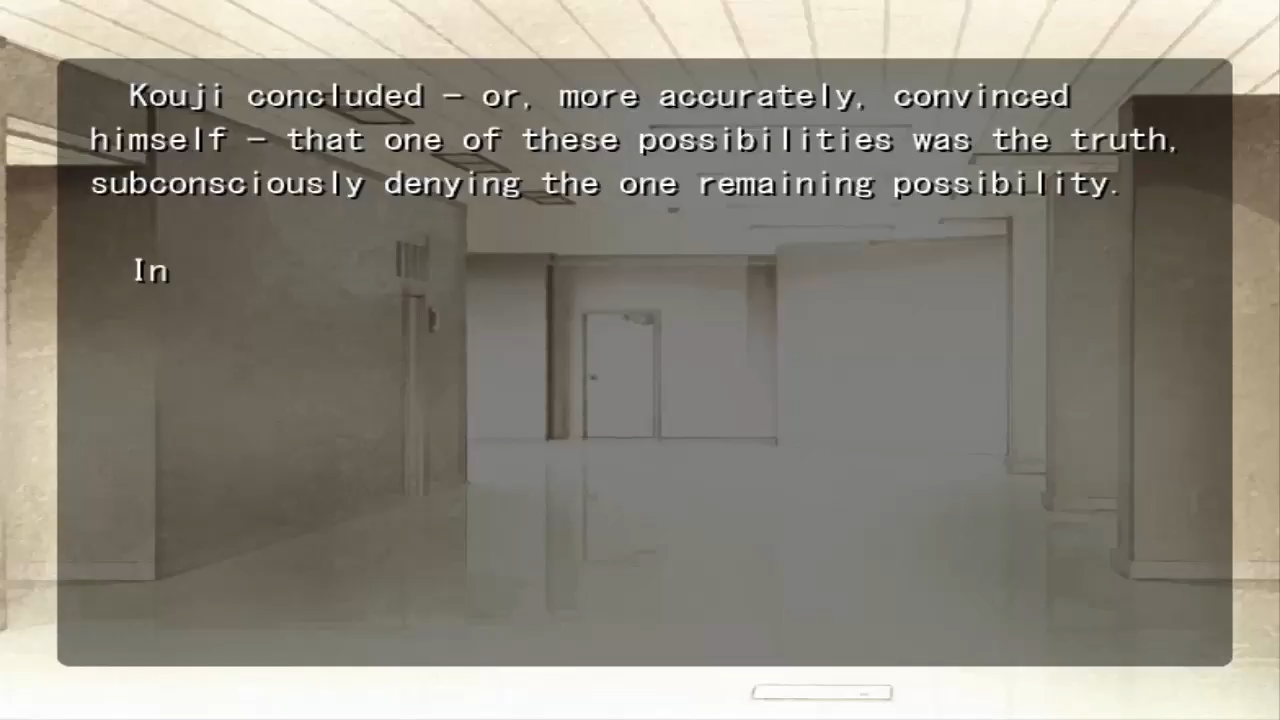 Kouji concluded — or, more accurately, convinced
himself — that one of these possibilities was the truth,
subconsciously denying the one remaining possibility.
In